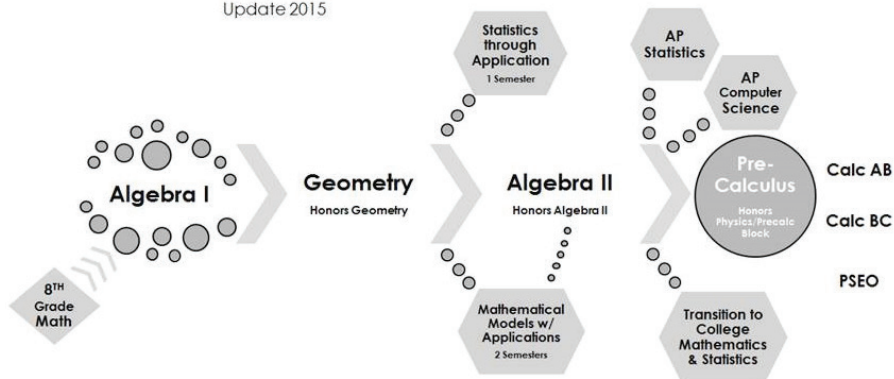 Update 2015
8TH
Grade
Math
Algebra I
Geometry
Honors Geometry
Statistics
through
Application
1 Semester
Algebra II
Honors Algebra II
Mathematical
Models w/
Applications
2 Semesters
AP
Statistics
AP
Computer
Science
Pre-
Calculus
Honors
Physics/Precalc
Block
Transition to
College
Mathematics
& Statistics
Calc AB
Calc BC
PSEO